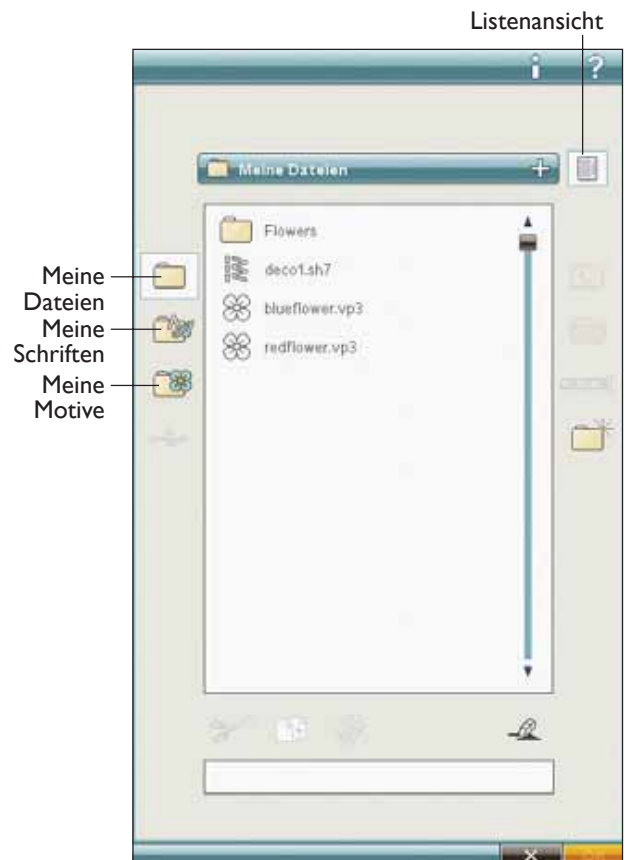 Listenansicht
i ?
Meine Dateien +
Flowers
deco1.sh7
blueflower.vp3
redflower.vp3
Meine
Dateien
Meine
Schriften
Meine
Motive